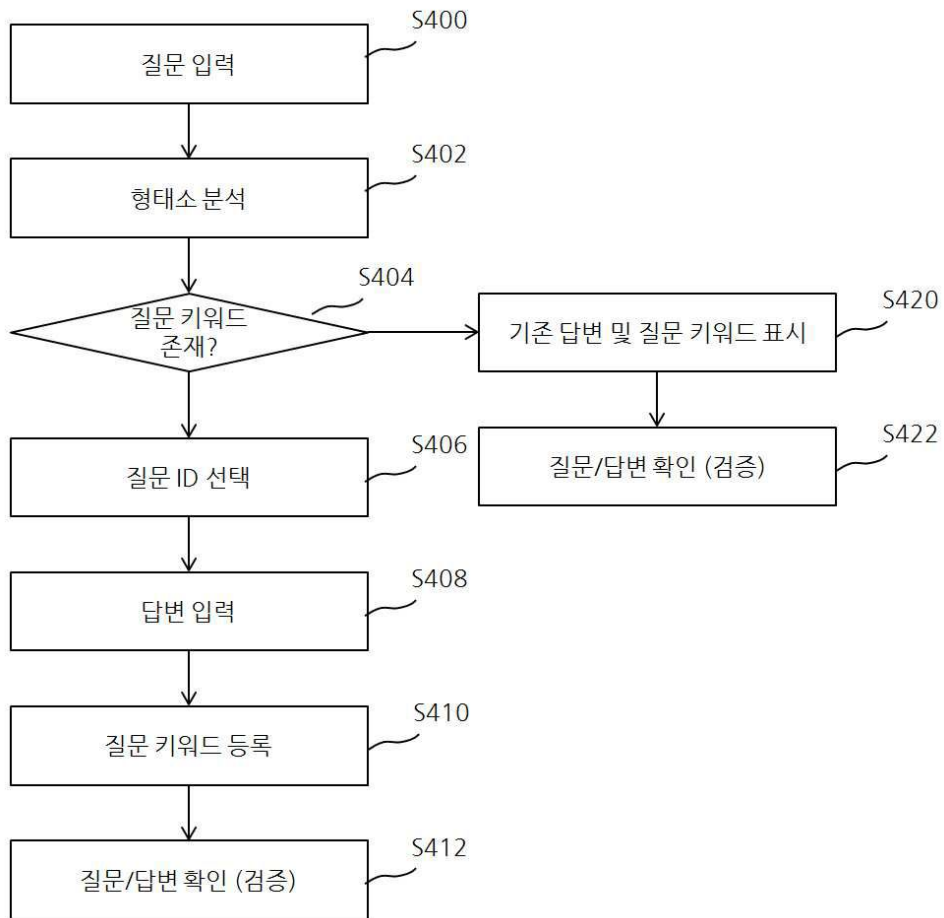 S400
질문 입력
S402
형태소 분석
S404
질문 키워드
존재?
S420
기존 답변 및 질문 키워드 표시
S406
질문 ID 선택
S422
질문/답변 확인 (검증)
S408
답변 입력
S410
질문 키워드 등록
S412
질문/답변 확인 (검증)